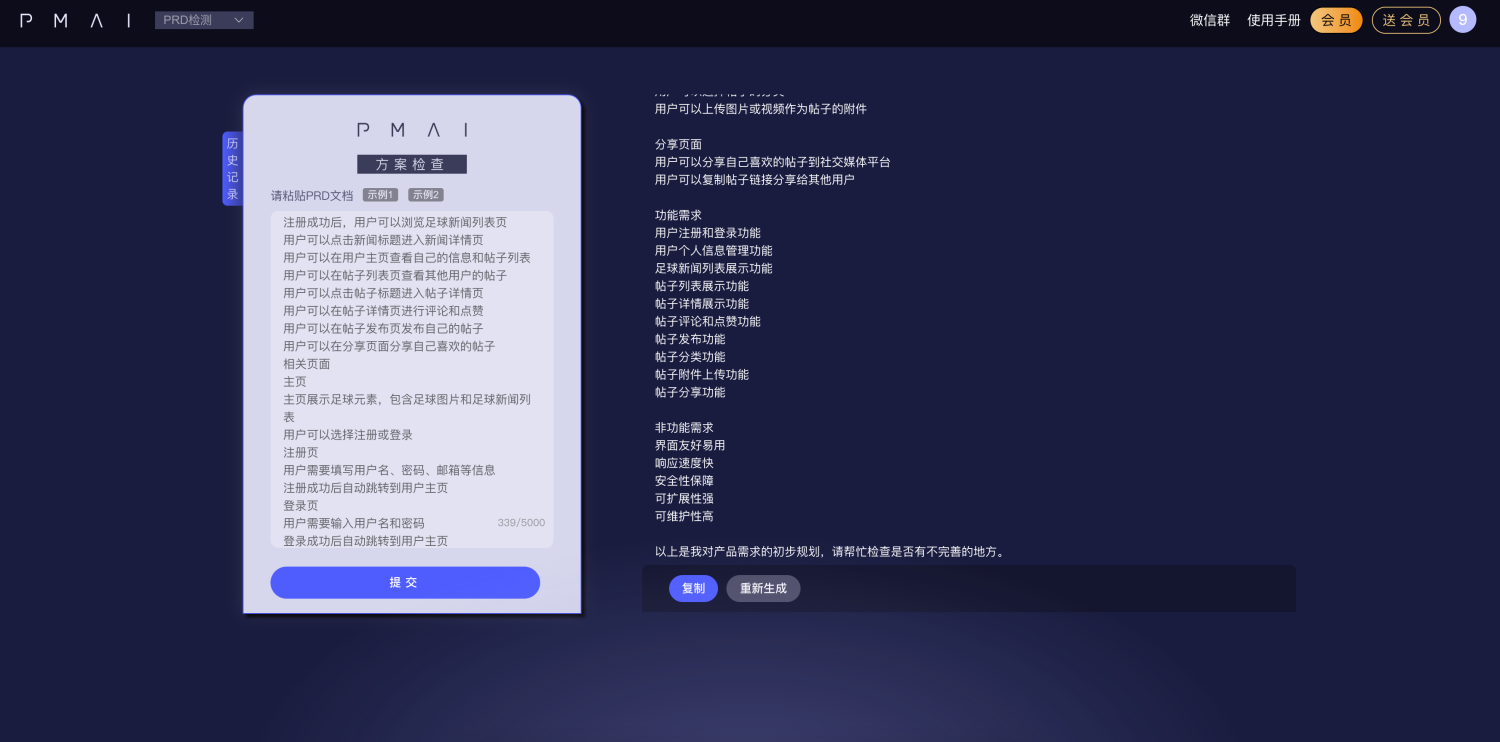 PMAI
PRD检测
微信群
使用手册
会员
送会员
9
历史记录
PMAI
方案检查
请粘贴PRD文档
示例1
示例2
注册成功后，用户可以浏览足球新闻列表页
用户可以点击新闻标题进入新闻详情页
用户可以在用户主页查看自己的信息和帖子列表
用户可以在帖子列表页查看其他用户的帖子
用户可以点击帖子标题进入帖子详情页
用户可以在帖子详情页进行评论和点赞
用户可以在帖子发布页发布自己的帖子
用户可以在分享页面分享自己喜欢的帖子
相关页面
主页
主页展示足球元素，包含足球图片和足球新闻列
表
用户可以选择注册或登录
注册页
用户需要填写用户名、密码、邮箱等信息
注册成功后自动跳转到用户主页
登录页
用户需要输入用户名和密码
339/5000
登录成功后自动跳转到用户主页
提交
用户可以选择帖子的分类
用户可以上传图片或视频作为帖子的附件
分享页面
用户可以分享自己喜欢的帖子到社交媒体平台
用户可以复制帖子链接分享给其他用户
功能需求
用户注册和登录功能
用户个人信息管理功能
足球新闻列表展示功能
帖子列表展示功能
帖子详情展示功能
帖子评论和点赞功能
帖子发布功能
帖子分类功能
帖子附件上传功能
帖子分享功能
非功能需求
界面友好易用
响应速度快
安全性保障
可扩展性强
可维护性高
以上是我对产品需求的初步规划，请帮忙检查是否有不完善的地方。
复制
重新生成